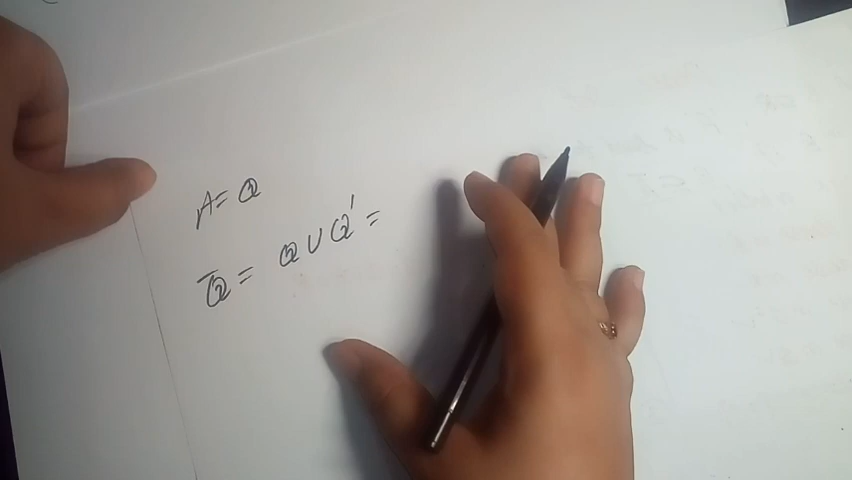 A = Q
Q̅ = Q ∪ Q' =